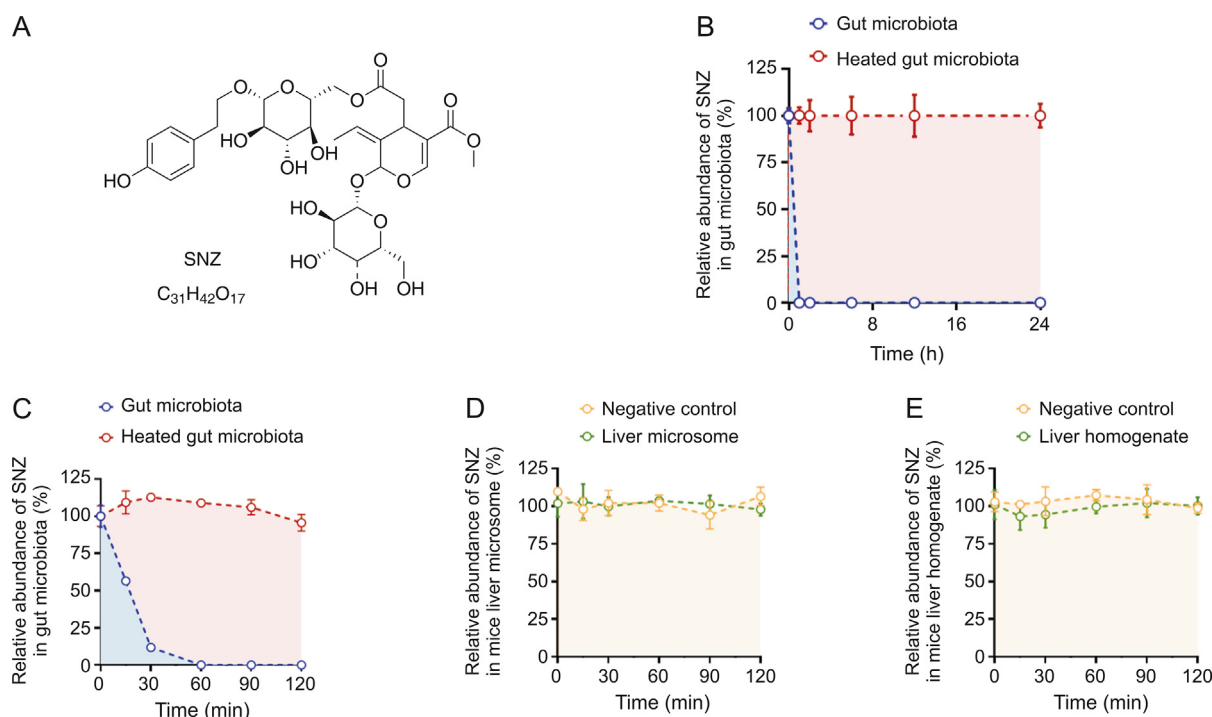 A
HO
O
O
O
O
O
O
O
HO
OH
OH
O
O
HO
HO
O
OH
OH
SNZ
C31H42O17
B
Gut microbiota
Heated gut microbiota
Relative abundance of SNZ
in gut microbiota (%)
125
100
75
50
25
0
0 8 16 24
Time (h)
C
Gut microbiota
Heated gut microbiota
Relative abundance of SNZ
in gut microbiota (%)
125
100
75
50
25
0
0 30 60 90 120
Time (min)
D
Negative control
Liver microsome
Relative abundance of SNZ
in mice liver microsome (%)
125
100
75
50
25
0
0 30 60 90 120
Time (min)
E
Negative control
Liver homogenate
Relative abundance of SNZ
in mice liver homogenate (%)
125
100
75
50
25
0
0 30 60 90 120
Time (min)